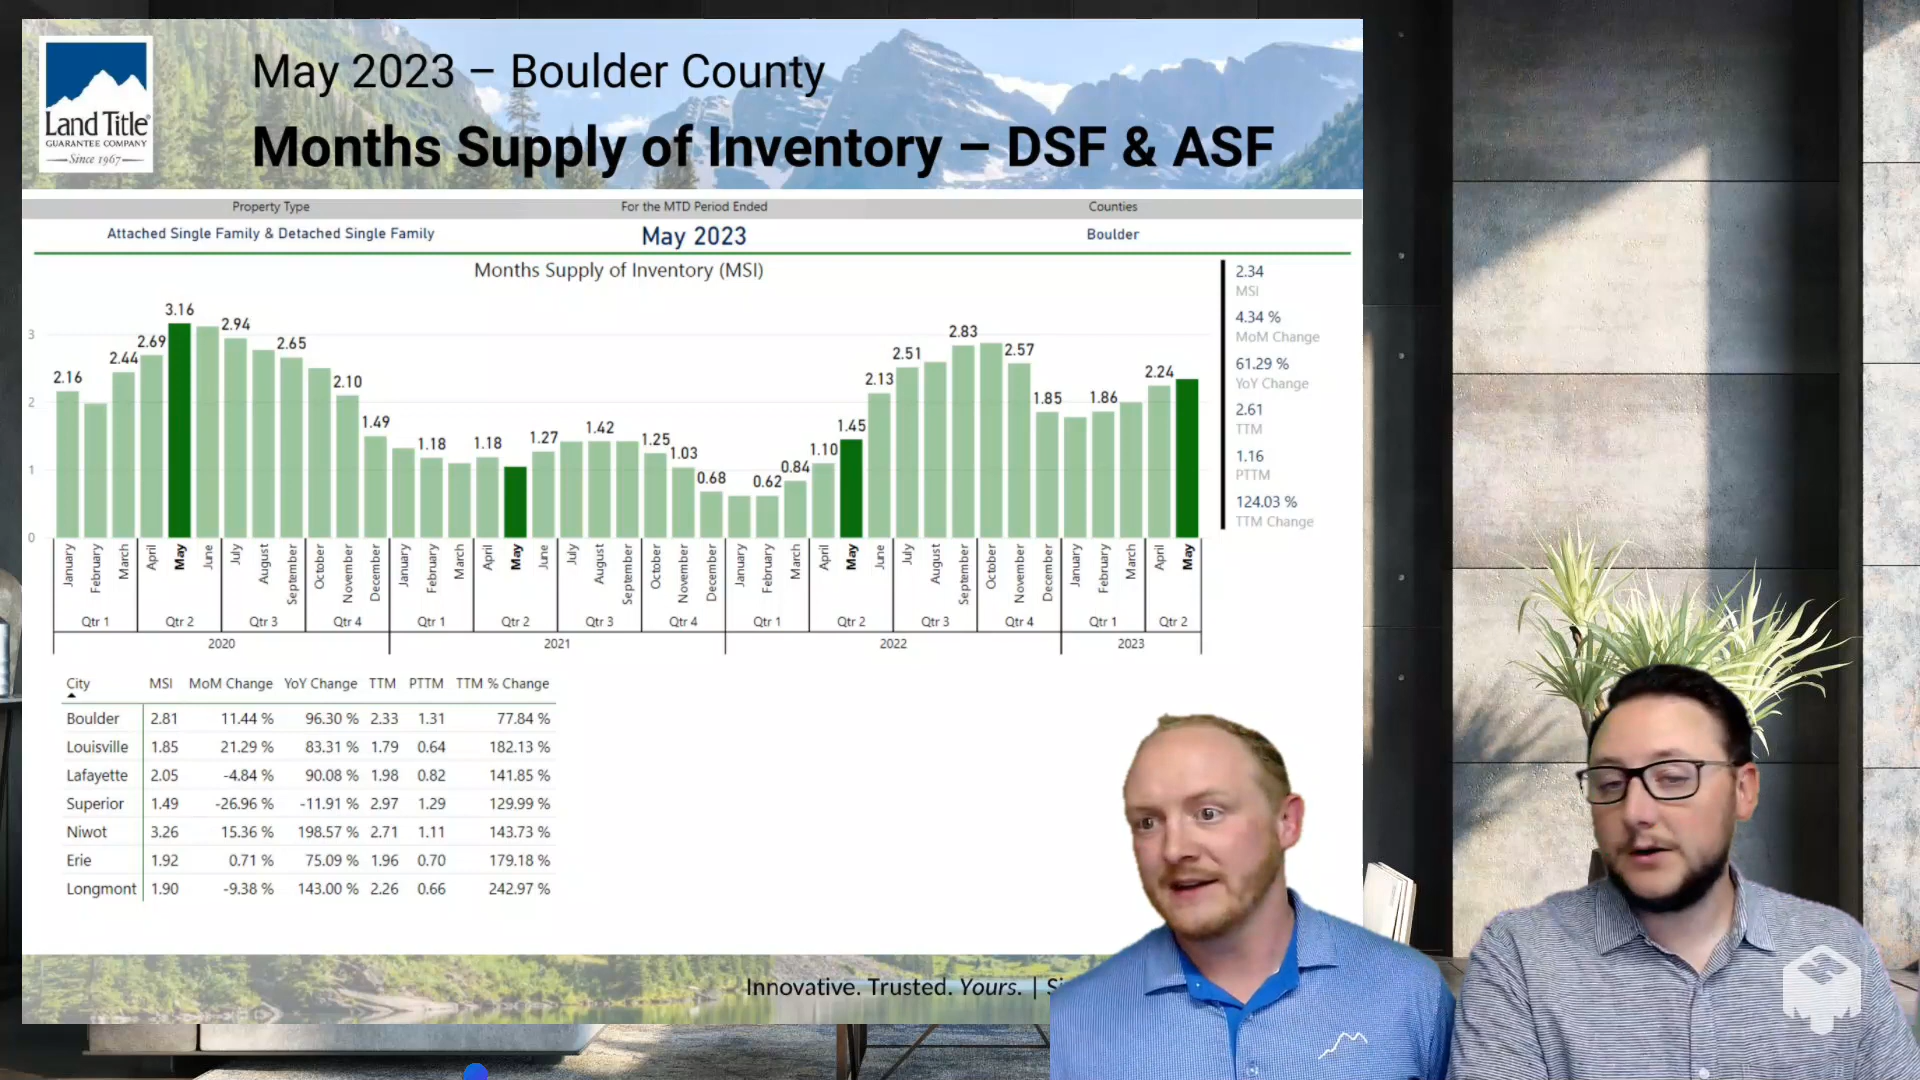 Land Title
GUARANTEE COMPANY
Since 1967
May 2023 – Boulder County
Months Supply of Inventory – DSF & ASF
Property Type
For the MTD Period Ended
Counties
Attached Single Family & Detached Single Family
May 2023
Boulder
Months Supply of Inventory (MSI)
3
2
1
0
2.16
2.44
2.69
3.16
2.94
2.65
2.10
1.49
1.18
1.18
1.27
1.42
1.25
1.03
0.68
0.62
0.84
1.10
1.45
2.13
2.51
2.83
2.57
1.85
1.86
2.24
January February March April May June July August September October November December January February March April May June July August September October November December January February March April May June July August September October November December January February March April May
Qtr 1 Qtr 2 Qtr 3 Qtr 4 Qtr 1 Qtr 2 Qtr 3 Qtr 4 Qtr 1 Qtr 2 Qtr 3 Qtr 4 Qtr 1 Qtr 2
2020 2021 2022 2023
2.34
MSI
4.34 %
MoM Change
61.29 %
YoY Change
2.61
TTM
1.16
PTTM
124.03 %
TTM Change
City MSI MoM Change YoY Change TTM PTTM TTM % Change
Boulder 2.81 11.44 % 96.30 % 2.33 1.31 77.84 %
Louisville 1.85 21.29 % 83.31 % 1.79 0.64 182.13 %
Lafayette 2.05 -4.84 % 90.08 % 1.98 0.82 141.85 %
Superior 1.49 -26.96 % -11.91 % 2.97 1.29 129.99 %
Niwot 3.26 15.36 % 198.57 % 2.71 1.11 143.73 %
Erie 1.92 0.71 % 75.09 % 1.96 0.70 179.18 %
Longmont 1.90 -9.38 % 143.00 % 2.26 0.66 242.97 %
Innovative. Trusted. Yours. |